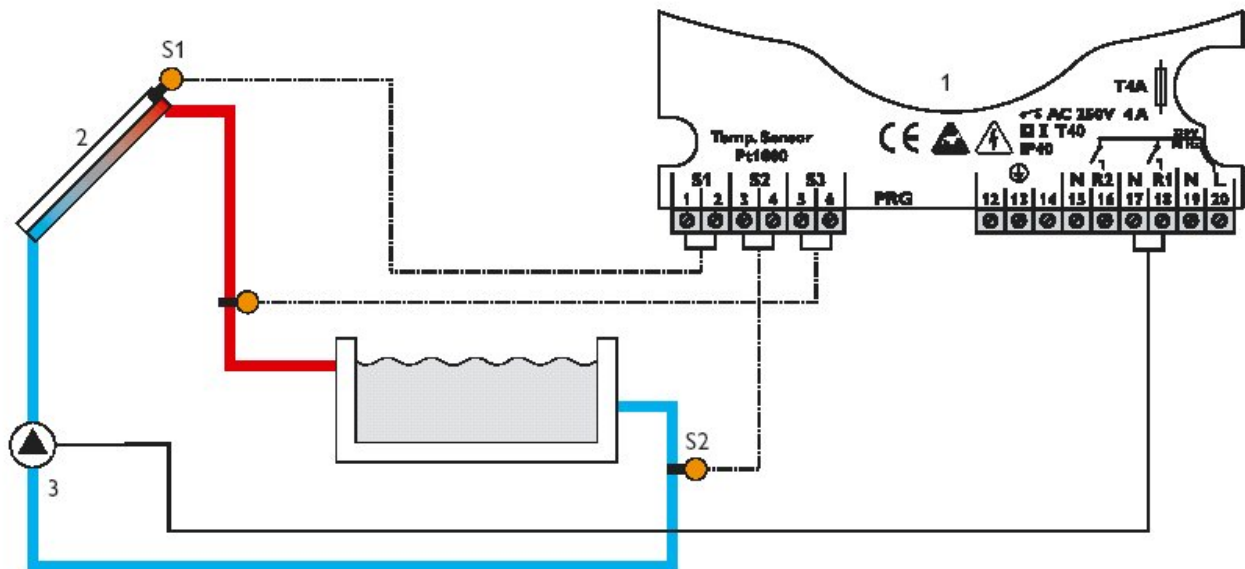 S1
2
1
T4A
AC 250V 4A
T40
IP40
CE
Temp. Sensor
Pt1000
S1 S2 S3
N R2 N R1 N L
1 2 3 4 5 6
PRG
12 13 14 15 16 17 18 19 20
S2
3